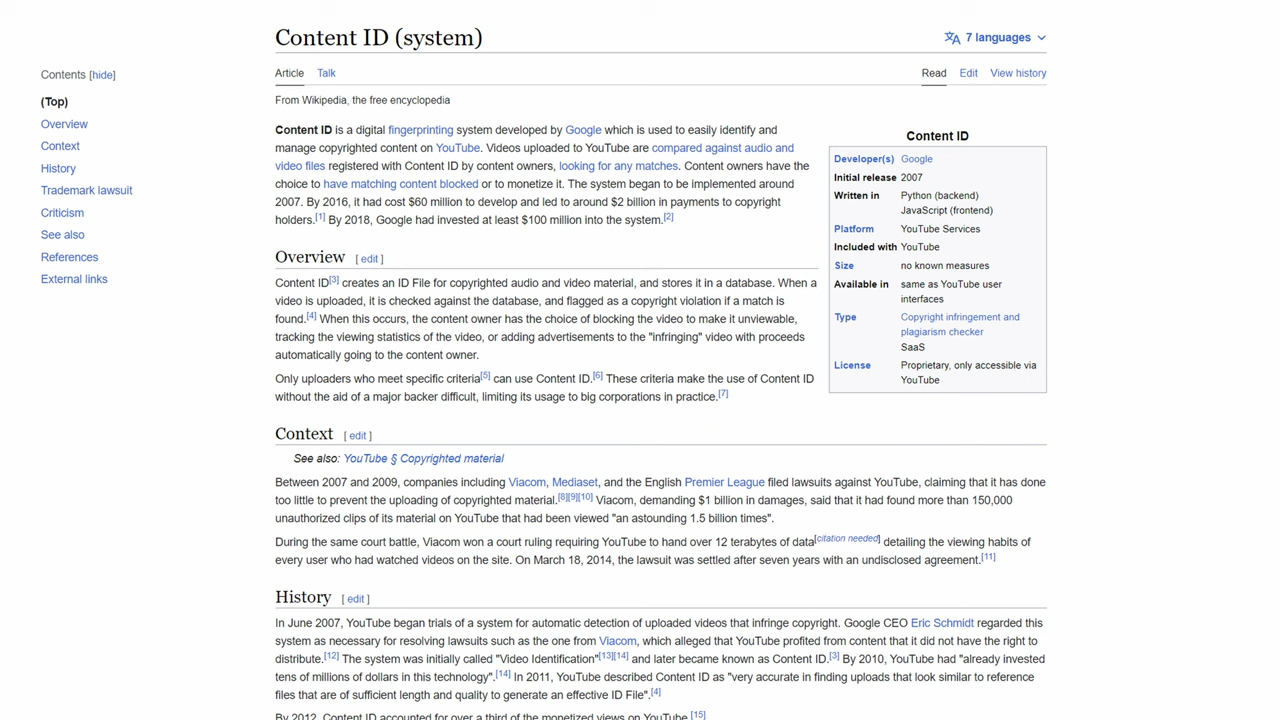 Content ID (system)
7 languages
Contents [hide]
Article Talk
Read Edit View history
(Top)
Overview
Context
History
Trademark lawsuit
Criticism
See also
References
External links
From Wikipedia, the free encyclopedia
Content ID is a digital fingerprinting system developed by Google which is used to easily identify and
manage copyrighted content on YouTube. Videos uploaded to YouTube are compared against audio and
video files registered with Content ID by content owners, looking for any matches. Content owners have the
choice to have matching content blocked or to monetize it. The system began to be implemented around
2007. By 2016, it had cost $60 million to develop and led to around $2 billion in payments to copyright
holders.[1] By 2018, Google had invested at least $100 million into the system.[2]
Content ID
Developer(s) Google
Initial release 2007
Written in Python (backend)
JavaScript (frontend)
Platform YouTube Services
Included with YouTube
Size no known measures
Available in same as YouTube user
interfaces
Type Copyright infringement and
plagiarism checker
SaaS
License Proprietary, only accessible via
YouTube
Overview [ edit ]
Content ID[3] creates an ID File for copyrighted audio and video material, and stores it in a database. When a
video is uploaded, it is checked against the database, and flagged as a copyright violation if a match is
found.[4] When this occurs, the content owner has the choice of blocking the video to make it unviewable,
tracking the viewing statistics of the video, or adding advertisements to the "infringing" video with proceeds
automatically going to the content owner.
Only uploaders who meet specific criteria[5] can use Content ID.[6] These criteria make the use of Content ID
without the aid of a major backer difficult, limiting its usage to big corporations in practice.[7]
Context [ edit ]
See also: YouTube § Copyrighted material
Between 2007 and 2009, companies including Viacom, Mediaset, and the English Premier League filed lawsuits against YouTube, claiming that it has done
too little to prevent the uploading of copyrighted material.[8][9][10] Viacom, demanding $1 billion in damages, said that it had found more than 150,000
unauthorized clips of its material on YouTube that had been viewed "an astounding 1.5 billion times".
During the same court battle, Viacom won a court ruling requiring YouTube to hand over 12 terabytes of data[citation needed] detailing the viewing habits of
every user who had watched videos on the site. On March 18, 2014, the lawsuit was settled after seven years with an undisclosed agreement.[11]
History [ edit ]
In June 2007, YouTube began trials of a system for automatic detection of uploaded videos that infringe copyright. Google CEO Eric Schmidt regarded this
system as necessary for resolving lawsuits such as the one from Viacom, which alleged that YouTube profited from content that it did not have the right to
distribute.[12] The system was initially called "Video Identification"[13][14] and later became known as Content ID.[3] By 2010, YouTube had "already invested
tens of millions of dollars in this technology".[14] In 2011, YouTube described Content ID as "very accurate in finding uploads that look similar to reference
files that are of sufficient length and quality to generate an effective ID File".[4]
By 2012, Content ID accounted for over a third of the monetized views on YouTube.[15]